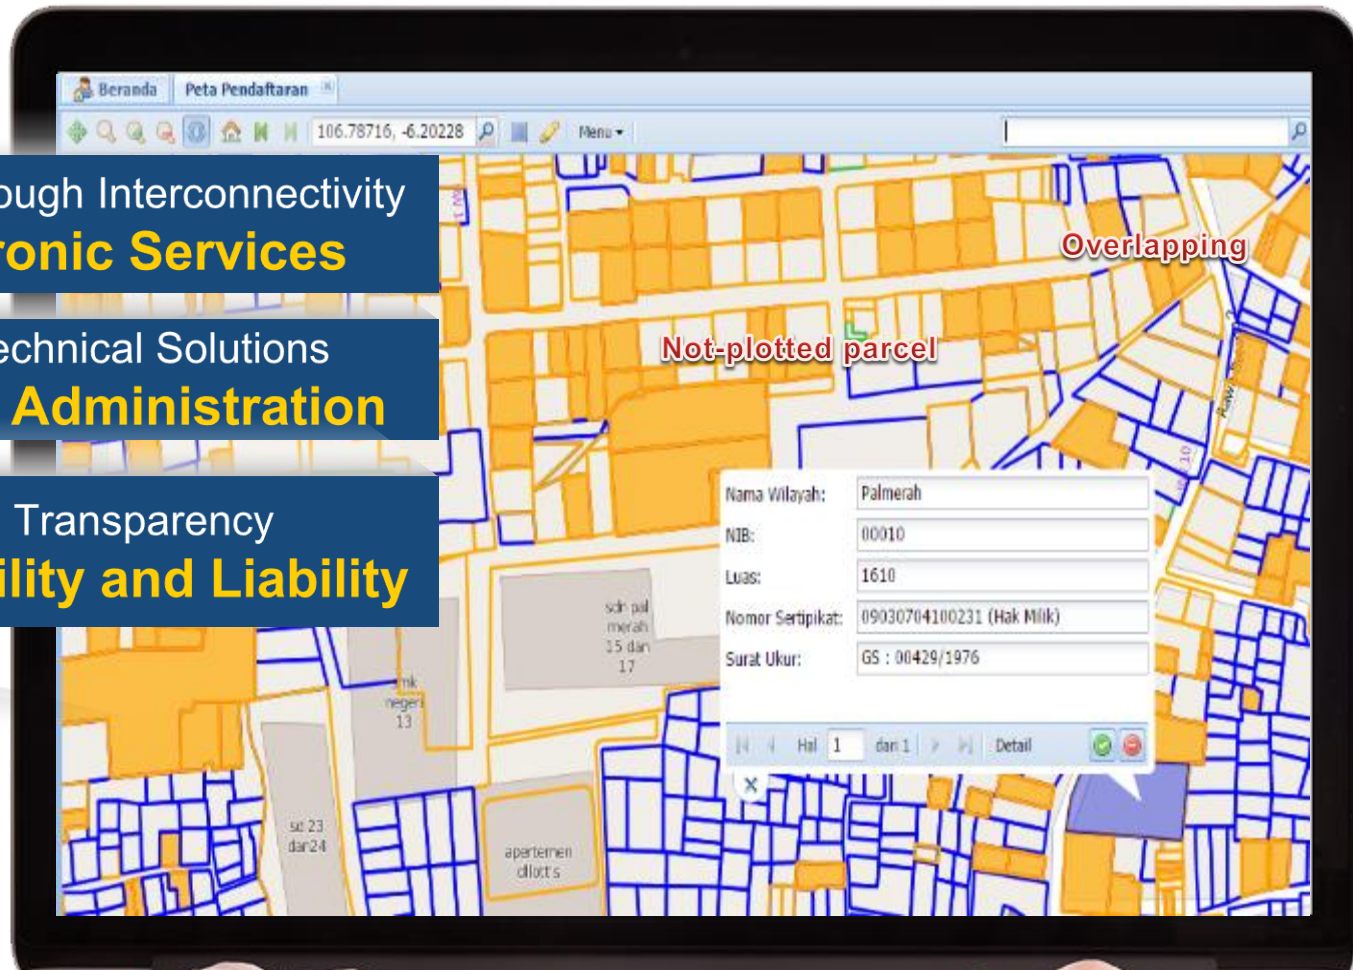 Beranda
Peta Pendaftaran
106.78716, -6.20228
Menu
ough Interconnectivity
ronic Services
echnical Solutions
Administration
Transparency
ility and Liability
Overlapping
Not-plotted parcel
Nama Wilayah: Palmerah
NIB: 00010
Luas: 1610
Nomor Sertipikat: 09030704100231 (Hak Milik)
Surat Ukur: GS : 00429/1976
Hal 1 dari 1 Detail
sdn pal
merah
15 dan
17
smk
negeri
13
sd 23
dan24
apertemen